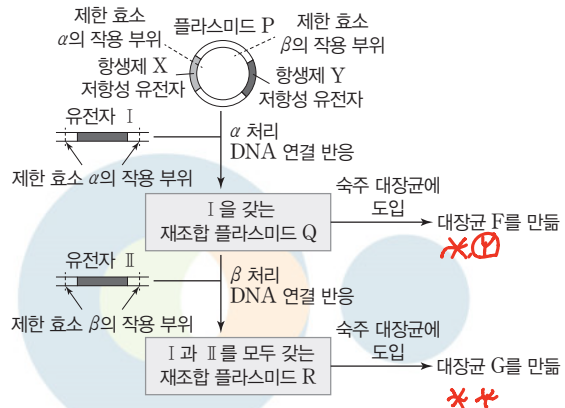 제한 효소
α의 작용 부위
플라스미드 P
제한 효소
β의 작용 부위
항생제 X
저항성 유전자
항생제 Y
저항성 유전자
유전자 Ⅰ
α 처리
DNA 연결 반응
제한 효소 α의 작용 부위
Ⅰ을 갖는
재조합 플라스미드 Q
숙주 대장균에
도입
대장균 F를 만듦
X, Y
유전자 Ⅱ
β 처리
DNA 연결 반응
제한 효소 β의 작용 부위
Ⅰ과 Ⅱ를 모두 갖는
재조합 플라스미드 R
숙주 대장균에
도입
대장균 G를 만듦